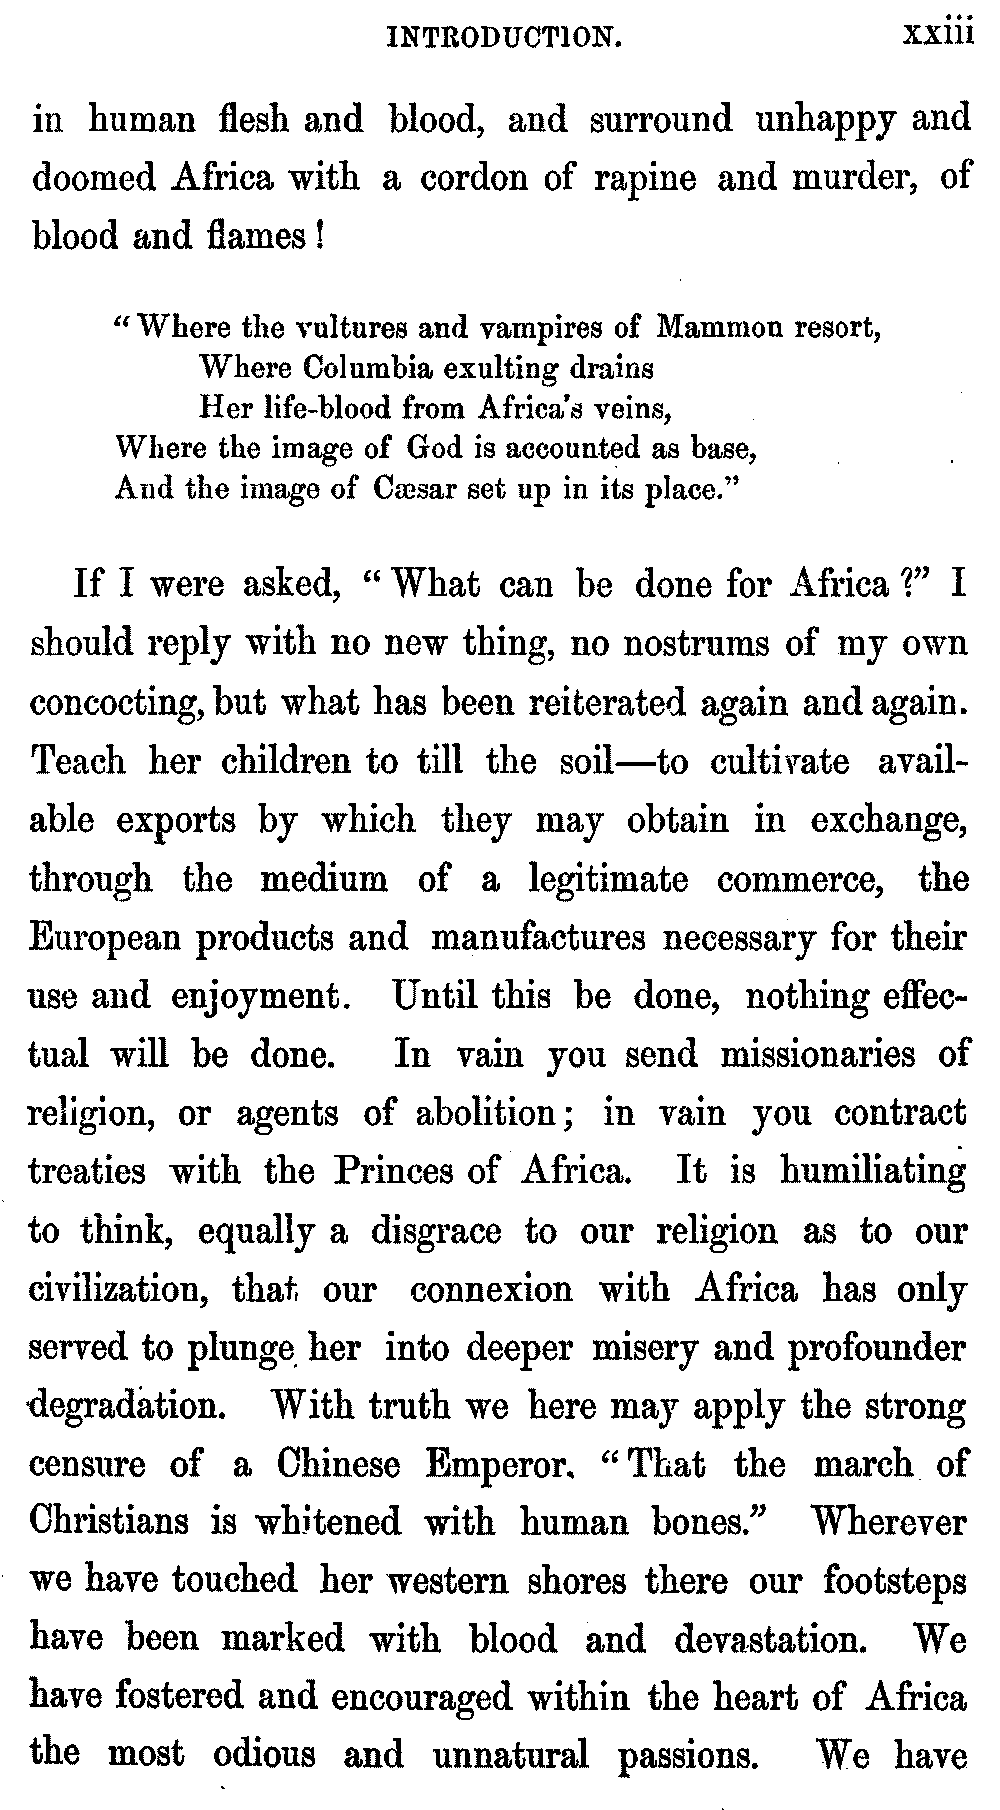 INTRODUCTION. xxiii
in human flesh and blood, and surround unhappy and
doomed Africa with a cordon of rapine and murder, of
blood and flames!
“Where the vultures and vampires of Mammon resort,
Where Columbia exulting drains
Her life-blood from Africa's veins,
Where the image of God is accounted as base,
And the image of Cæsar set up in its place.”
If I were asked, “What can be done for Africa?” I
should reply with no new thing, no nostrums of my own
concocting, but what has been reiterated again and again.
Teach her children to till the soil—to cultivate avail-
able exports by which they may obtain in exchange,
through the medium of a legitimate commerce, the
European products and manufactures necessary for their
use and enjoyment. Until this be done, nothing effec-
tual will be done. In vain you send missionaries of
religion, or agents of abolition; in vain you contract
treaties with the Princes of Africa. It is humiliating
to think, equally a disgrace to our religion as to our
civilization, that our connexion with Africa has only
served to plunge her into deeper misery and profounder
degradation. With truth we here may apply the strong
censure of a Chinese Emperor. “That the march of
Christians is whitened with human bones.” Wherever
we have touched her western shores there our footsteps
have been marked with blood and devastation. We
have fostered and encouraged within the heart of Africa
the most odious and unnatural passions. We have